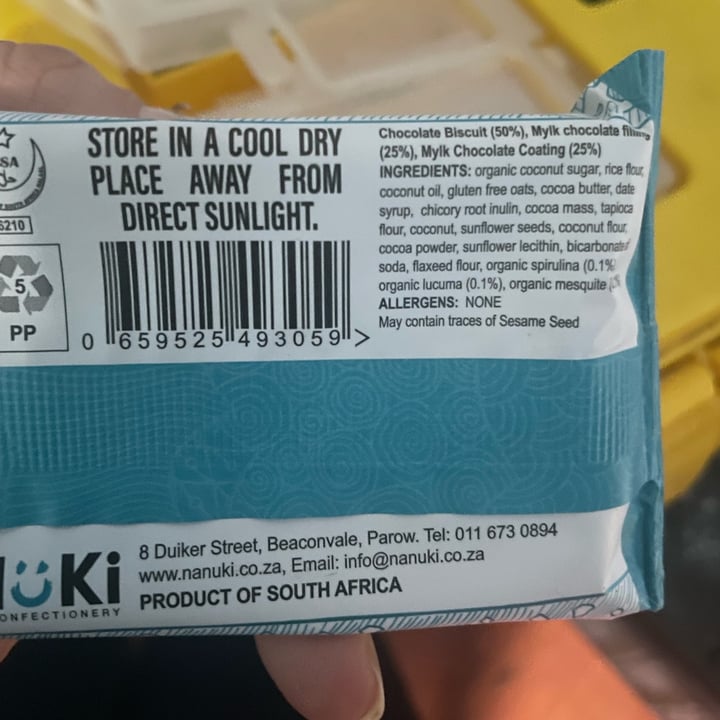 SA
6210
5
PP
STORE IN A COOL DRY
PLACE AWAY FROM
DIRECT SUNLIGHT.
0 659525 493059 >
Chocolate Biscuit (50%), Mylk chocolate filling
(25%), Mylk Chocolate Coating (25%)
INGREDIENTS: organic coconut sugar, rice flour,
coconut oil, gluten free oats, cocoa butter, date
syrup, chicory root inulin, cocoa mass, tapioca
flour, coconut, sunflower seeds, coconut flour,
cocoa powder, sunflower lecithin, bicarbonate
soda, flaxeed flour, organic spirulina (0.1%
organic lucuma (0.1%), organic mesquite
ALLERGENS: NONE
May contain traces of Sesame Seed
üKi
ONFECTIONERY
8 Duiker Street, Beaconvale, Parow. Tel: 011 673 0894
www.nanuki.co.za, Email: info@nanuki.co.za
PRODUCT OF SOUTH AFRICA